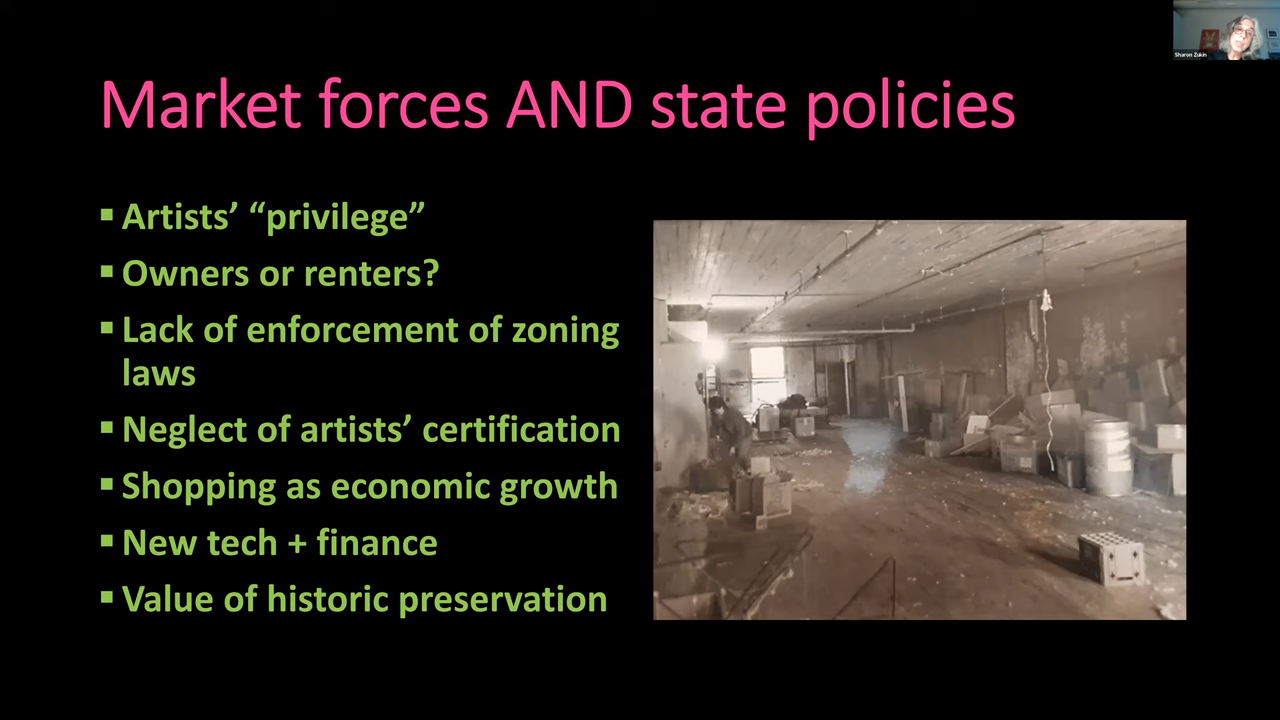 Sharon Zukin
Market forces AND state policies
▪ Artists’ “privilege”
▪ Owners or renters?
▪ Lack of enforcement of zoning
laws
▪ Neglect of artists’ certification
▪ Shopping as economic growth
▪ New tech + finance
▪ Value of historic preservation